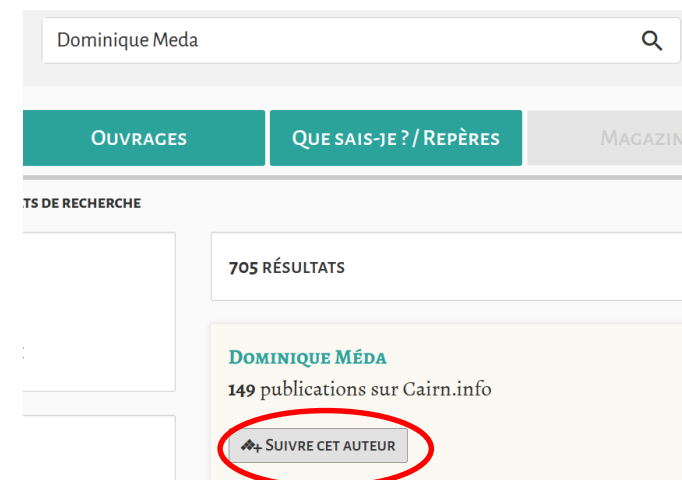 Dominique Meda
OUVRAGES
QUE SAIS-JE ? / REPÈRES
MAGAZIN
TS DE RECHERCHE
705 RÉSULTATS
DOMINIQUE MÉDA
149 publications sur Cairn.info
SUIVRE CET AUTEUR